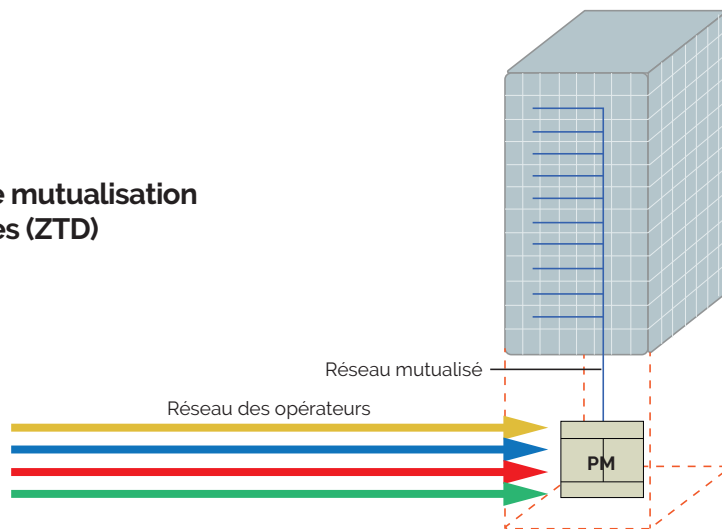 e mutualisation
es (ZTD)
Réseau mutualisé
Réseau des opérateurs
PM